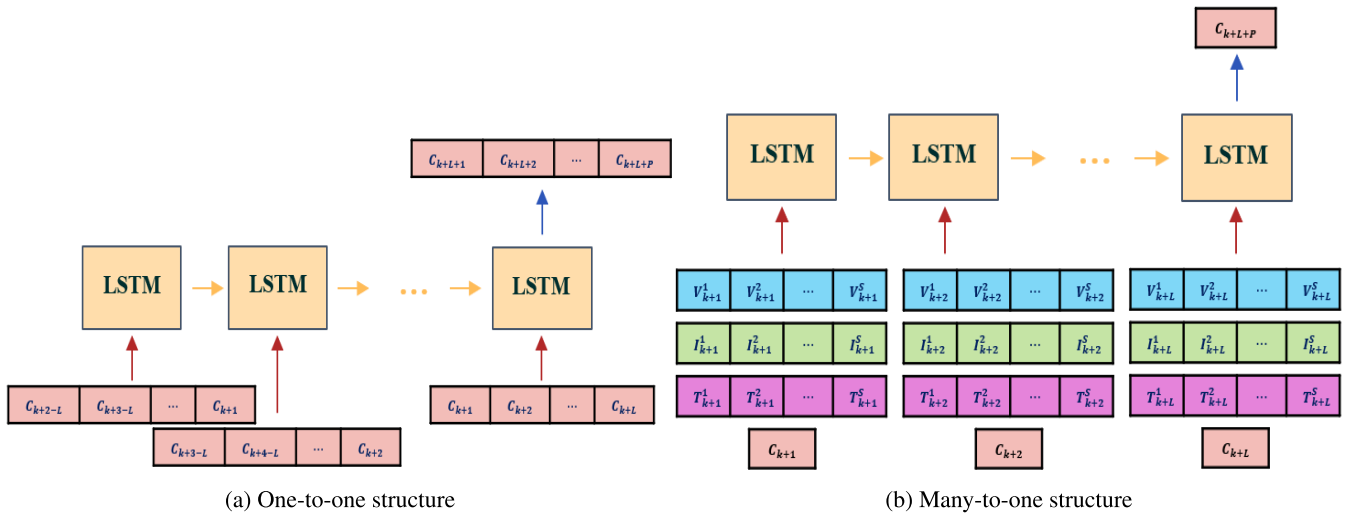 C_{k+L+1} C_{k+L+2} ... C_{k+L+P}
LSTM LSTM ... LSTM
C_{k+2-L} C_{k+3-L} ... C_{k+1}
C_{k+3-L} C_{k+4-L} ... C_{k+2}
C_{k+1} C_{k+2} ... C_{k+L}
(a) One-to-one structure
C_{k+L+P}
LSTM LSTM ... LSTM
V^1_{k+1} V^2_{k+1} ... V^S_{k+1} V^1_{k+2} V^2_{k+2} ... V^S_{k+2} V^1_{k+L} V^2_{k+L} ... V^S_{k+L}
I^1_{k+1} I^2_{k+1} ... I^S_{k+1} I^1_{k+2} I^2_{k+2} ... I^S_{k+2} I^1_{k+L} I^2_{k+L} ... I^S_{k+L}
T^1_{k+1} T^2_{k+1} ... T^S_{k+1} T^1_{k+2} T^2_{k+2} ... T^S_{k+2} T^1_{k+L} T^2_{k+L} ... T^S_{k+L}
C_{k+1} C_{k+2} C_{k+L}
(b) Many-to-one structure